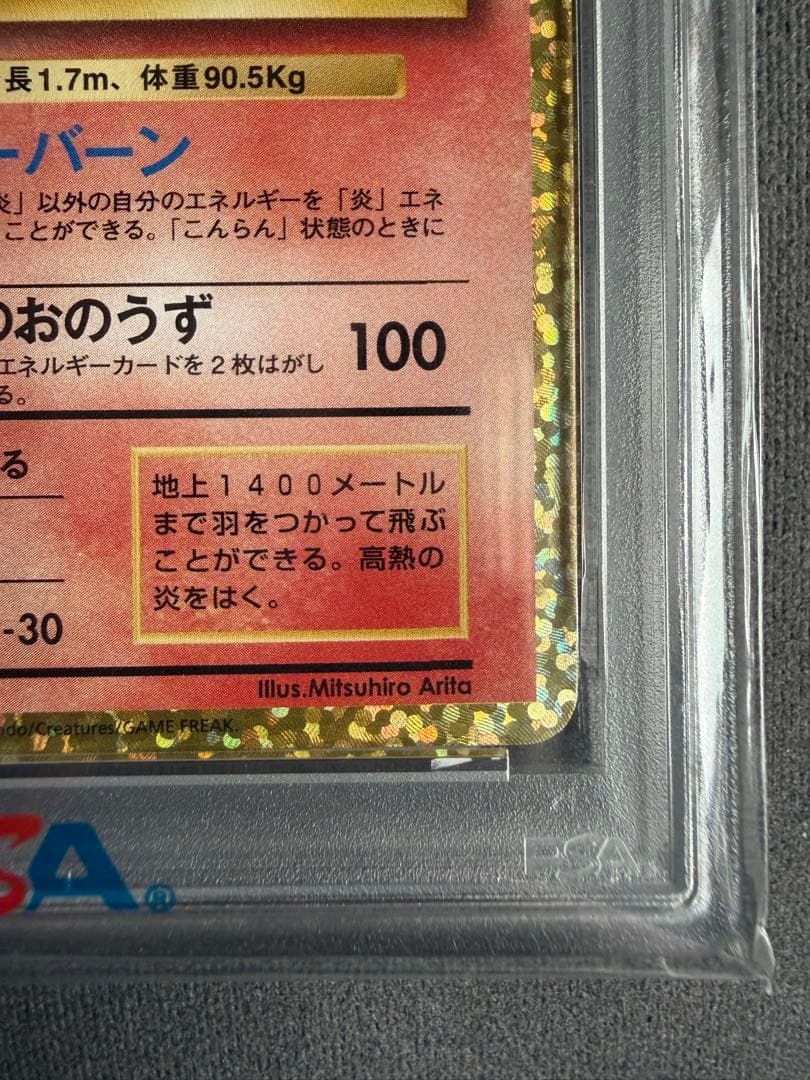 長1.7m、体重90.5Kg
ーバーン
炎」以外の自分のエネルギーを「炎」エネ
ことができる。「こんらん」状態のときに
のおのうず 100
エネルギーカードを２枚はがし
る。
る
地上１４００メートル
まで羽をつかって飛ぶ
ことができる。高熱の
炎をはく。
-30
Illus.Mitsuhiro Arita
ndo/Creatures/GAME FREAK.
SA®
PSA